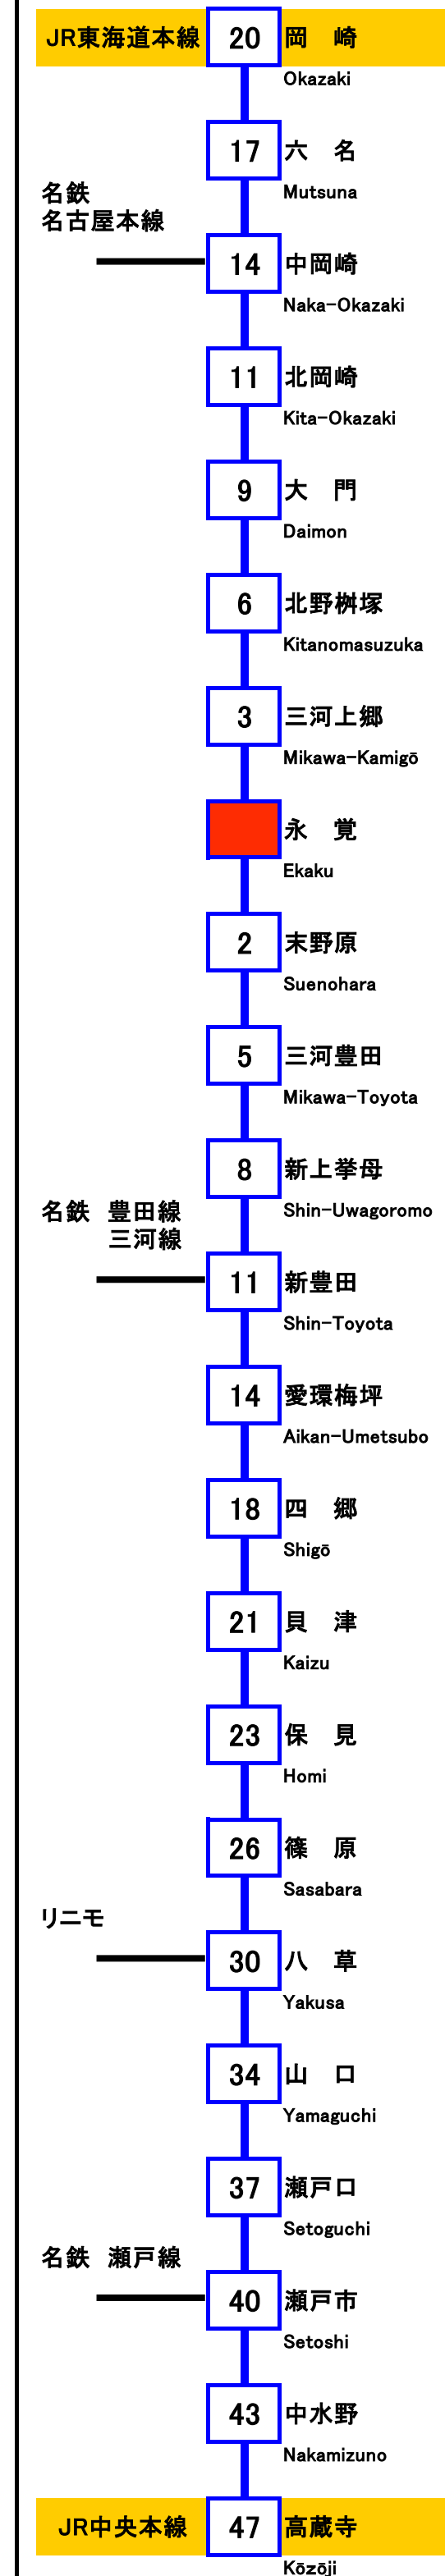 JR東海道本線 20 岡 崎
Okazaki
17 六 名
Mutsuna
名鉄
名古屋本線
14 中岡崎
Naka-Okazaki
11 北岡崎
Kita-Okazaki
9 大 門
Daimon
6 北野桝塚
Kitanomasuzuka
3 三河上郷
Mikawa-Kamigō
永 覚
Ekaku
2 末野原
Suenohara
5 三河豊田
Mikawa-Toyota
8 新上挙母
Shin-Uwagoromo
名鉄 豊田線
三河線
11 新豊田
Shin-Toyota
14 愛環梅坪
Aikan-Umetsubo
18 四 郷
Shigō
21 貝 津
Kaizu
23 保 見
Homi
26 篠 原
Sasabara
リニモ
30 八 草
Yakusa
34 山 口
Yamaguchi
37 瀬戸口
Setoguchi
名鉄 瀬戸線
40 瀬戸市
Setoshi
43 中水野
Nakamizuno
JR中央本線 47 高蔵寺
Kōzōji